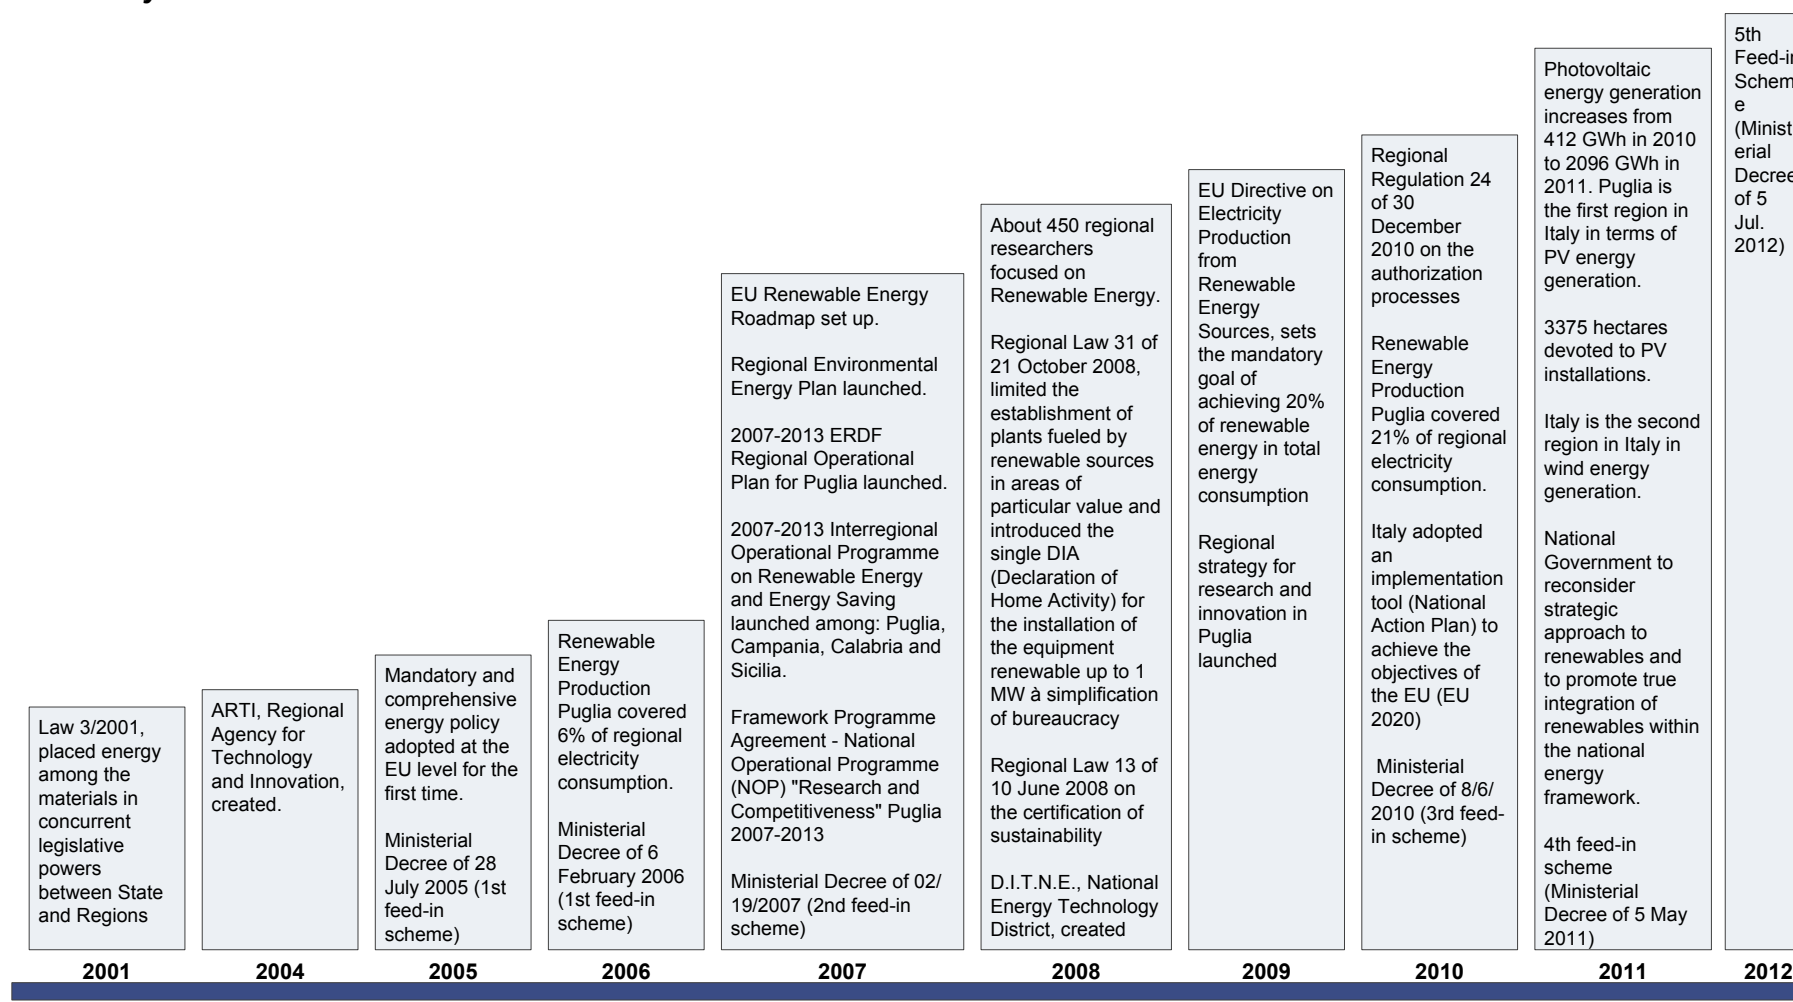 Law 3/2001,
placed energy
among the
materials in
concurrent
legislative
powers
between State
and Regions
2001
ARTI, Regional
Agency for
Technology
and Innovation,
created.
2004
Mandatory and
comprehensive
energy policy
adopted at the
EU level for the
first time.
Ministerial
Decree of 28
July 2005 (1st
feed-in
scheme)
2005
Renewable
Energy
Production
Puglia covered
6% of regional
electricity
consumption.
Ministerial
Decree of 6
February 2006
(1st feed-in
scheme)
2006
EU Renewable Energy
Roadmap set up.
Regional Environmental
Energy Plan launched.
2007-2013 ERDF
Regional Operational
Plan for Puglia launched.
2007-2013 Interregional
Operational Programme
on Renewable Energy
and Energy Saving
launched among: Puglia,
Campania, Calabria and
Sicilia.
Framework Programme
Agreement - National
Operational Programme
(NOP) "Research and
Competitiveness" Puglia
2007-2013
Ministerial Decree of 02/
19/2007 (2nd feed-in
scheme)
2007
About 450 regional
researchers
focused on
Renewable Energy.
Regional Law 31 of
21 October 2008,
limited the
establishment of
plants fueled by
renewable sources
in areas of
particular value and
introduced the
single DIA
(Declaration of
Home Activity) for
the installation of
the equipment
renewable up to 1
MW à simplification
of bureaucracy
Regional Law 13 of
10 June 2008 on
the certification of
sustainability
D.I.T.N.E., National
Energy Technology
District, created
2008
EU Directive on
Electricity
Production
from
Renewable
Energy
Sources, sets
the mandatory
goal of
achieving 20%
of renewable
energy in total
energy
consumption
Regional
strategy for
research and
innovation in
Puglia
launched
2009
Regional
Regulation 24
of 30
December
2010 on the
authorization
processes
Renewable
Energy
Production
Puglia covered
21% of regional
electricity
consumption.
Italy adopted
an
implementation
tool (National
Action Plan) to
achieve the
objectives of
the EU (EU
2020)
Ministerial
Decree of 8/6/
2010 (3rd feed-
in scheme)
2010
Photovoltaic
energy generation
increases from
412 GWh in 2010
to 2096 GWh in
2011. Puglia is
the first region in
Italy in terms of
PV energy
generation.
3375 hectares
devoted to PV
installations.
Italy is the second
region in Italy in
wind energy
generation.
National
Government to
reconsider
strategic
approach to
renewables and
to promote true
integration of
renewables within
the national
energy
framework.
4th feed-in
scheme
(Ministerial
Decree of 5 May
2011)
2011
5th
Feed-in
Schem
e
(Minist
erial
Decree
of 5
Jul.
2012)
2012